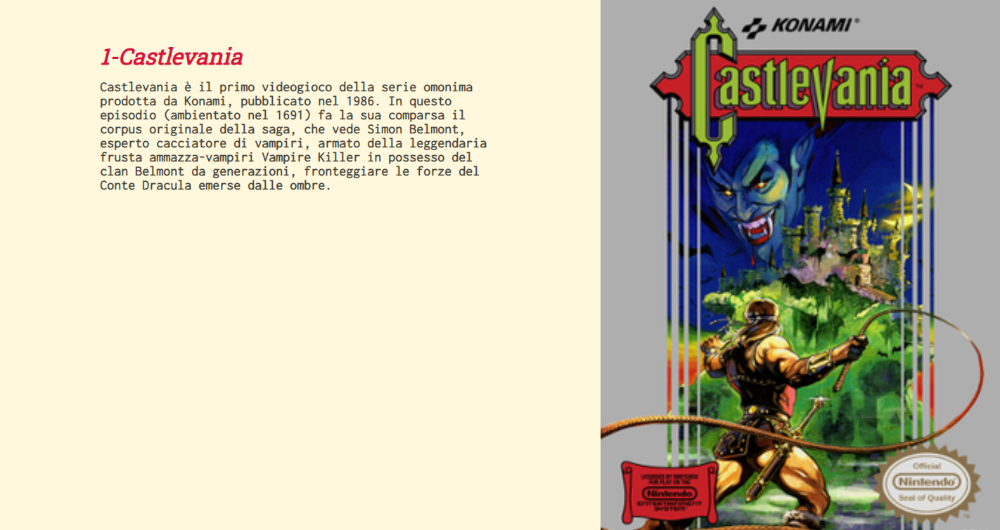 1-Castlevania
Castlevania è il primo videogioco della serie omonima
prodotta da Konami, pubblicato nel 1986. In questo
episodio (ambientato nel 1691) fa la sua comparsa il
corpus originale della saga, che vede Simon Belmont,
esperto cacciatore di vampiri, armato della leggendaria
frusta ammazza-vampiri Vampire Killer in possesso del
clan Belmont da generazioni, fronteggiare le forze del
Conte Dracula emerse dalle ombre.
KONAMI®
Castlevania™
LICENSED BY NINTENDO
FOR PLAY ON THE
Nintendo
ENTERTAINMENT
SYSTEM
Official
Nintendo
Seal of Quality
TM